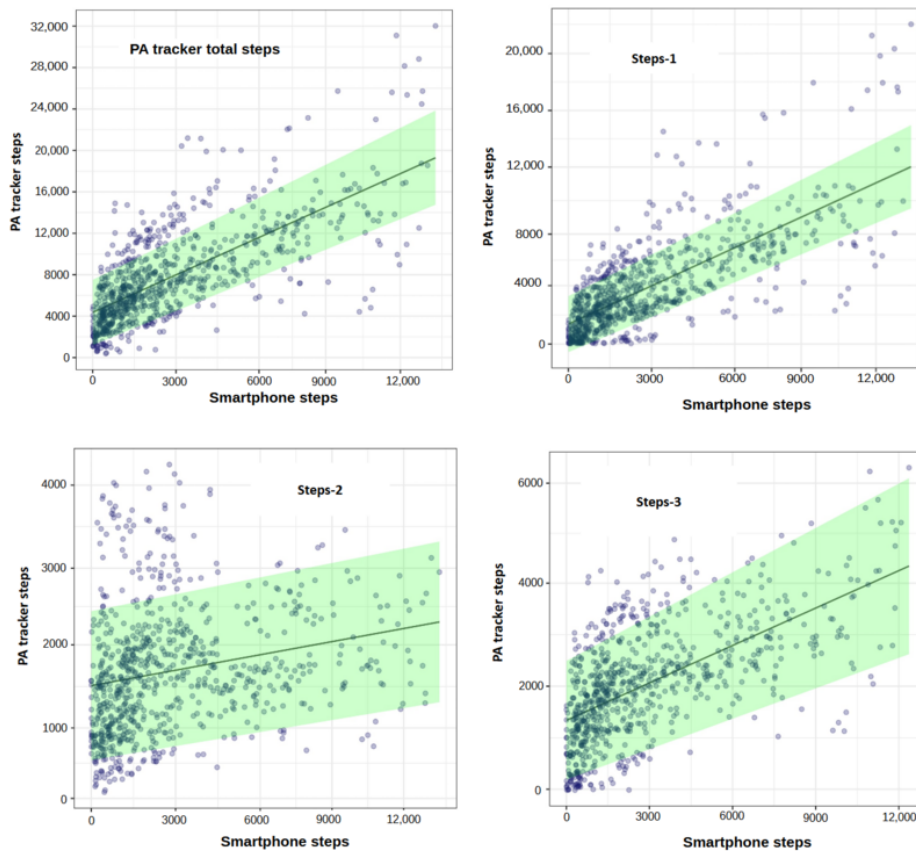 PA tracker total steps
PA tracker steps
32,000
28,000
24,000
20,000
16,000
12,000
8000
4000
0
0 3000 6000 9000 12,000
Smartphone steps
Steps-1
PA tracker steps
20,000
16,000
12,000
8000
4000
0
0 3000 6000 9000 12,000
Smartphone steps
Steps-2
PA tracker steps
4000
3000
2000
1000
0
0 3000 6000 9000 12,000
Smartphone steps
Steps-3
PA tracker steps
6000
4000
2000
0
0 3000 6000 9000 12,000
Smartphone steps